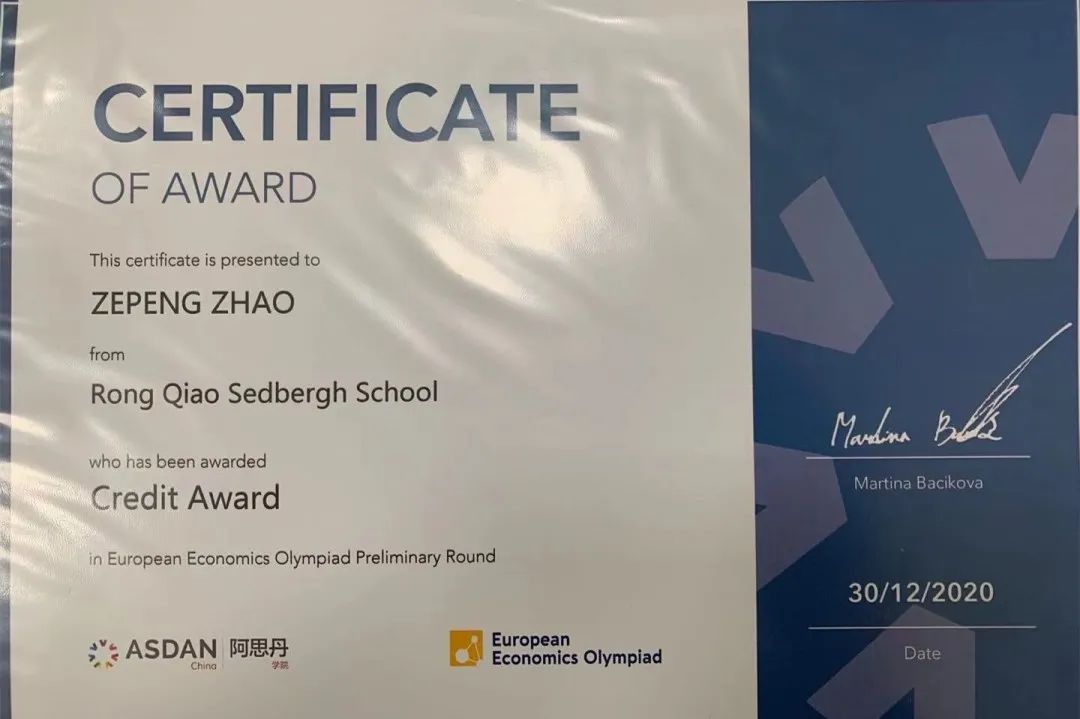 CERTIFICATE
OF AWARD
This certificate is presented to
ZEPENG ZHAO
from
Rong Qiao Sedbergh School
who has been awarded
Credit Award
in European Economics Olympiad Preliminary Round
ASDAN
China
阿思丹
学院
European
Economics Olympiad
Martina Bacikova
30/12/2020
Date